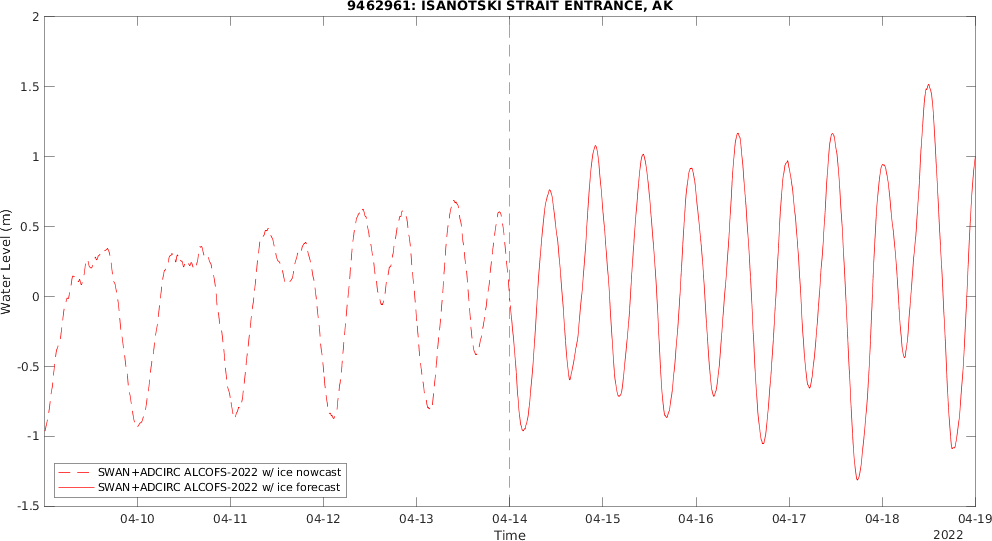 9462961: ISANOTSKI STRAIT ENTRANCE, AK
2
1.5
1
0.5
0
-0.5
-1
-1.5
Water Level (m)
SWAN+ADCIRC ALCOFS-2022 w/ ice nowcast
SWAN+ADCIRC ALCOFS-2022 w/ ice forecast
04-10 04-11 04-12 04-13 04-14 04-15 04-16 04-17 04-18 04-19
Time
2022